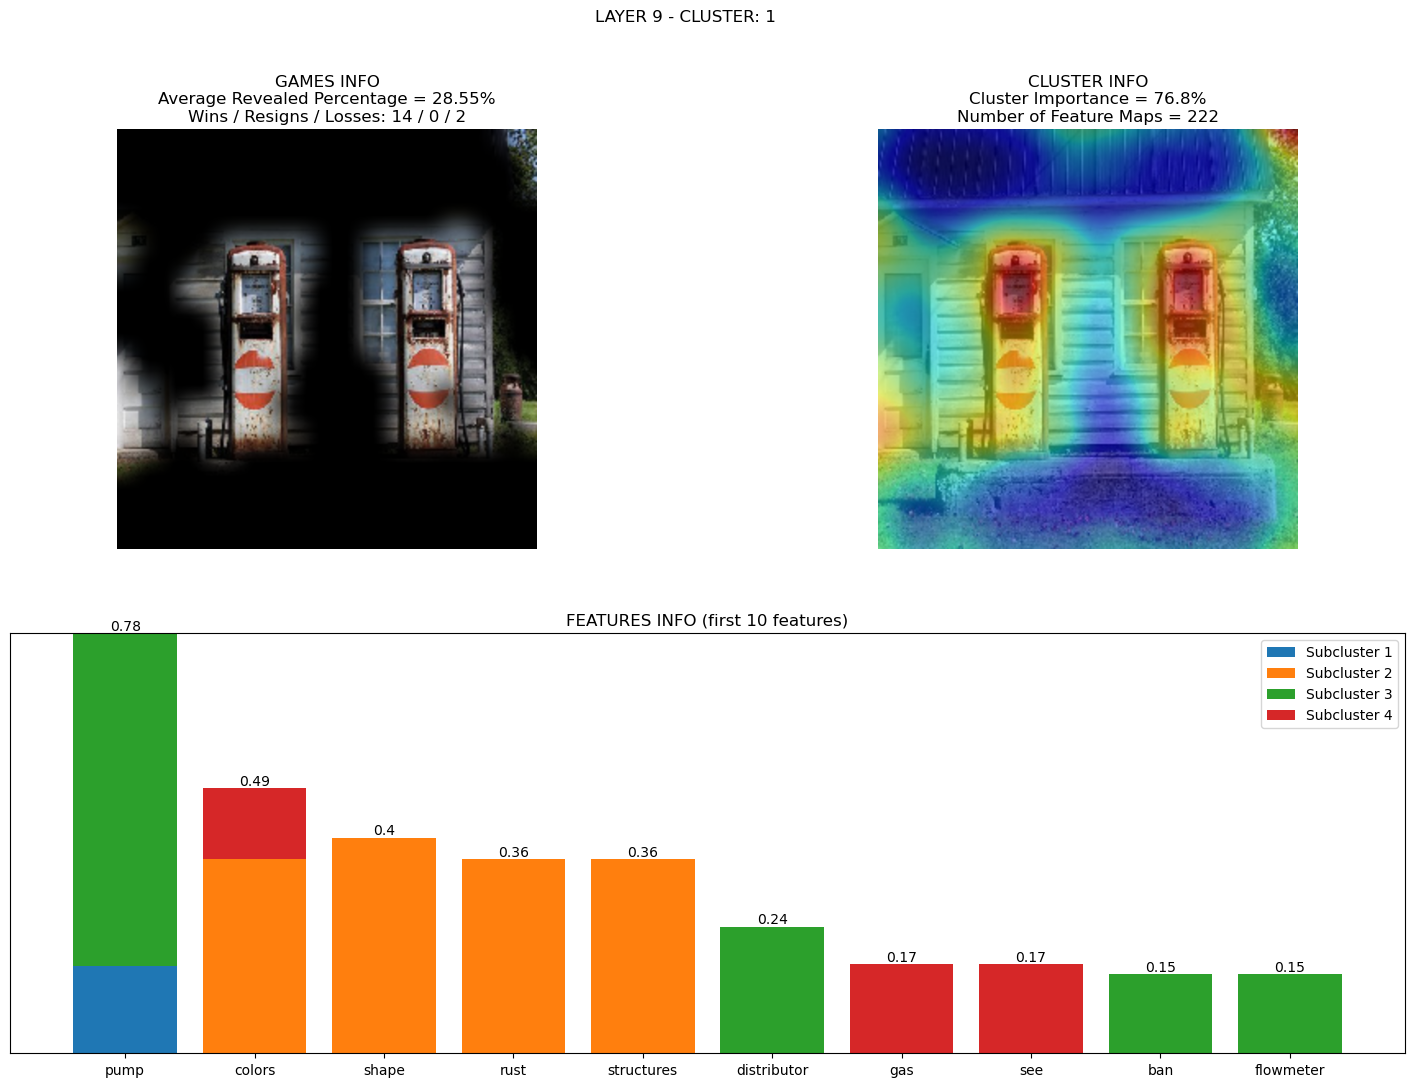 LAYER 9 - CLUSTER: 1
GAMES INFO
Average Revealed Percentage = 28.55%
Wins / Resigns / Losses: 14 / 0 / 2
CLUSTER INFO
Cluster Importance = 76.8%
Number of Feature Maps = 222
FEATURES INFO (first 10 features)
0.78
0.49
0.4
0.36
0.36
0.24
0.17
0.17
0.15
0.15
Subcluster 1
Subcluster 2
Subcluster 3
Subcluster 4
pump
colors
shape
rust
structures
distributor
gas
see
ban
flowmeter